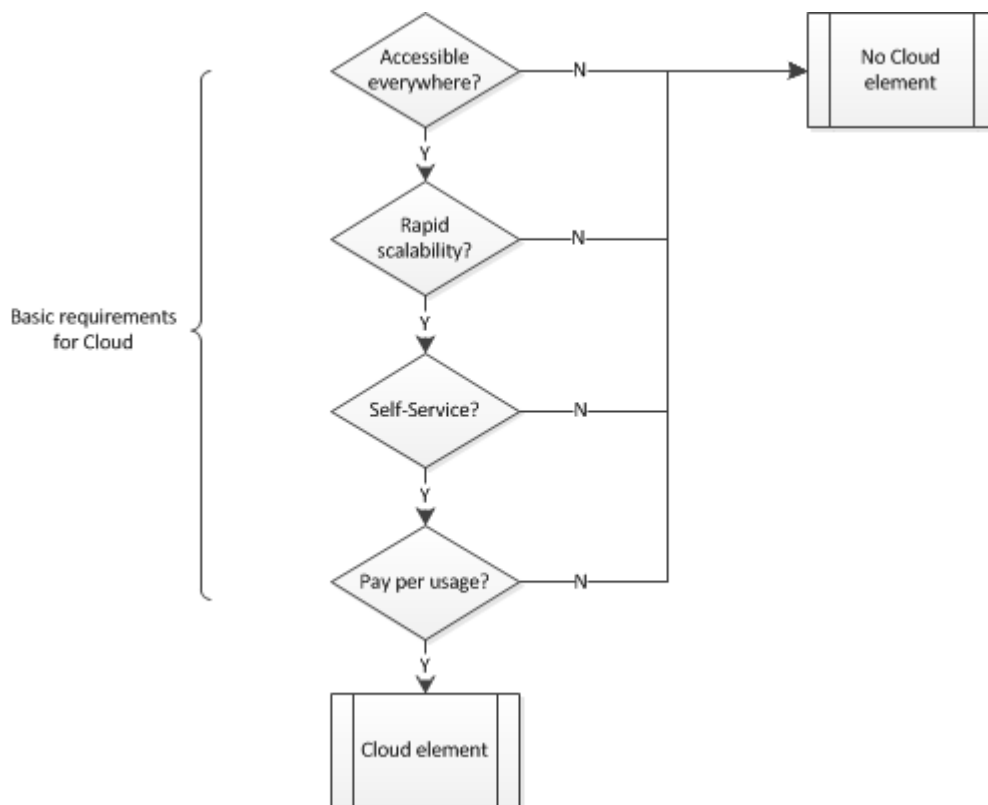 Accessible
everywhere?
N
No Cloud
element
Y
Rapid
scalability?
N
Basic requirements
for Cloud
Y
Self-Service?
N
Y
Pay per usage?
N
Y
Cloud element